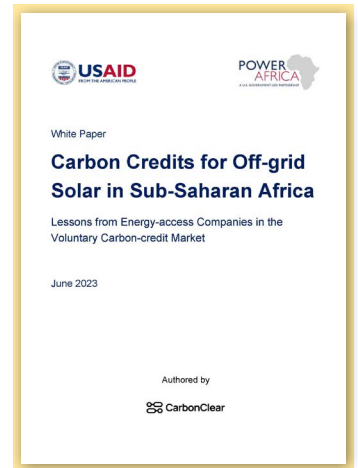 USAID
FROM THE AMERICAN PEOPLE
POWER
AFRICA
A U.S. GOVERNMENT-LED PARTNERSHIP
White Paper
Carbon Credits for Off-grid
Solar in Sub-Saharan Africa
Lessons from Energy-access Companies in the
Voluntary Carbon-credit Market
June 2023
Authored by
CarbonClear